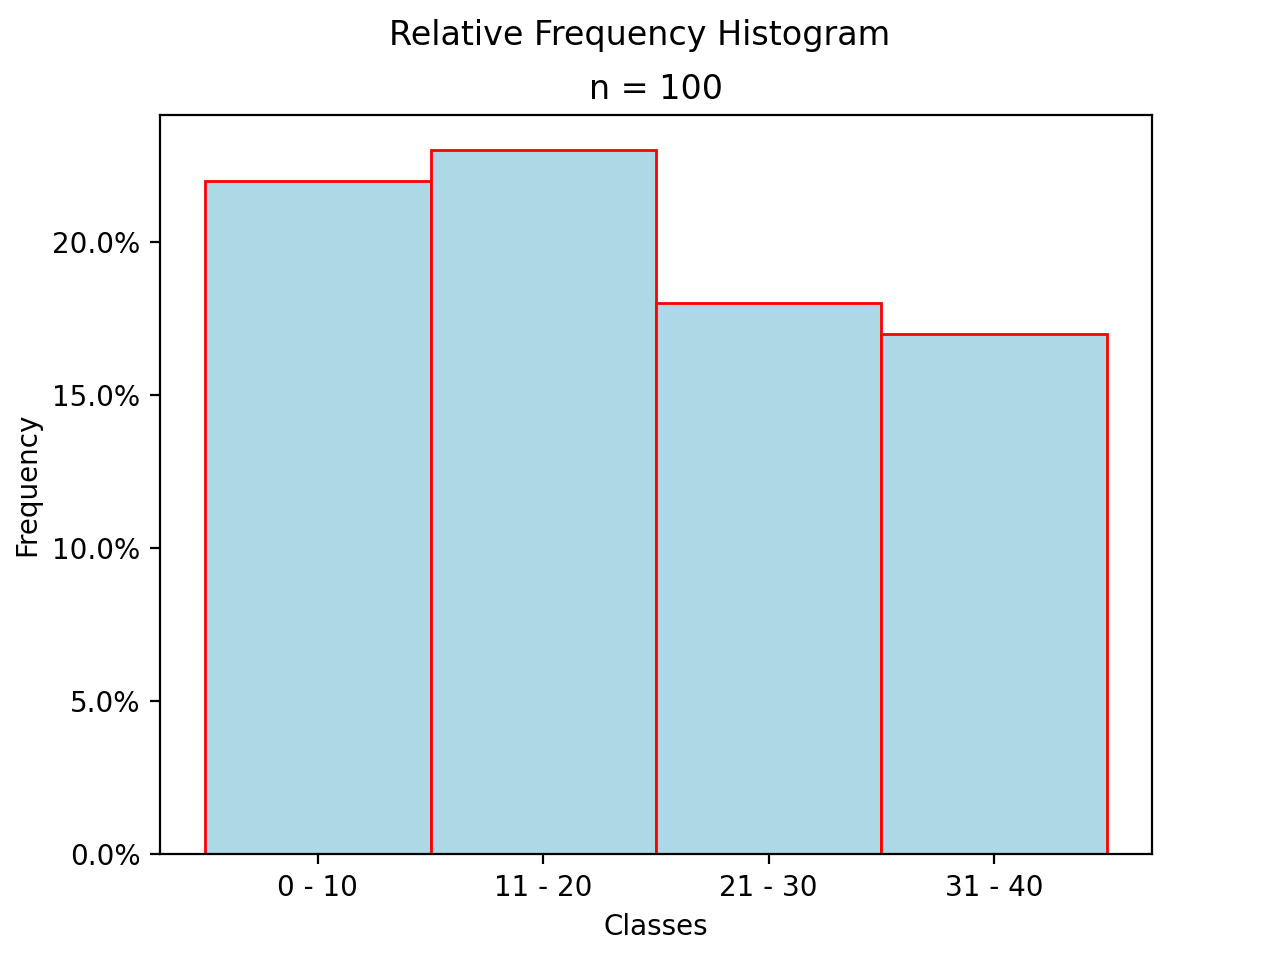 Relative Frequency Histogram
n = 100
Frequency
20.0%
15.0%
10.0%
5.0%
0.0%
0 - 10
11 - 20
21 - 30
31 - 40
Classes